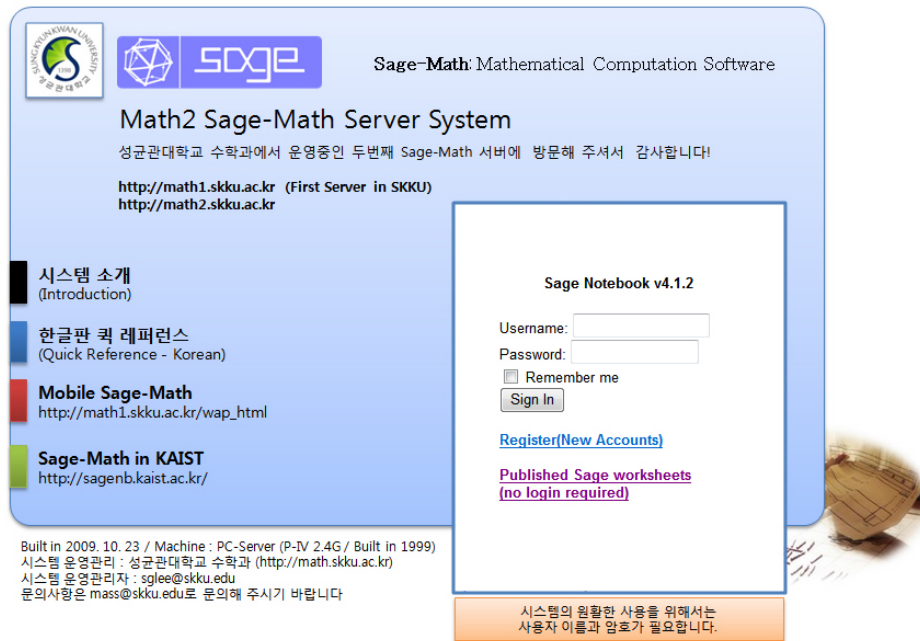 SUNGKYUNKWAN UNIVERSITY
1398
성균관대학교
sage
Sage-Math: Mathematical Computation Software
Math2 Sage-Math Server System
성균관대학교 수학과에서 운영중인 두번째 Sage-Math 서버에 방문해 주셔서 감사합니다!
http://math1.skku.ac.kr (First Server in SKKU)
http://math2.skku.ac.kr
시스템 소개
(Introduction)
한글판 퀵 레퍼런스
(Quick Reference - Korean)
Mobile Sage-Math
http://math1.skku.ac.kr/wap_html
Sage-Math in KAIST
http://sagenb.kaist.ac.kr/
Sage Notebook v4.1.2
Username:
Password:
Remember me
Sign In
Register(New Accounts)
Published Sage worksheets
(no login required)
Built in 2009. 10. 23 / Machine : PC-Server (P-IV 2.4G / Built in 1999)
시스템 운영관리 : 성균관대학교 수학과 (http://math.skku.ac.kr)
시스템 운영관리자 : sglee@skku.edu
문의사항은 mass@skku.edu로 문의해 주시기 바랍니다
시스템의 원활한 사용을 위해서는
사용자 이름과 암호가 필요합니다.